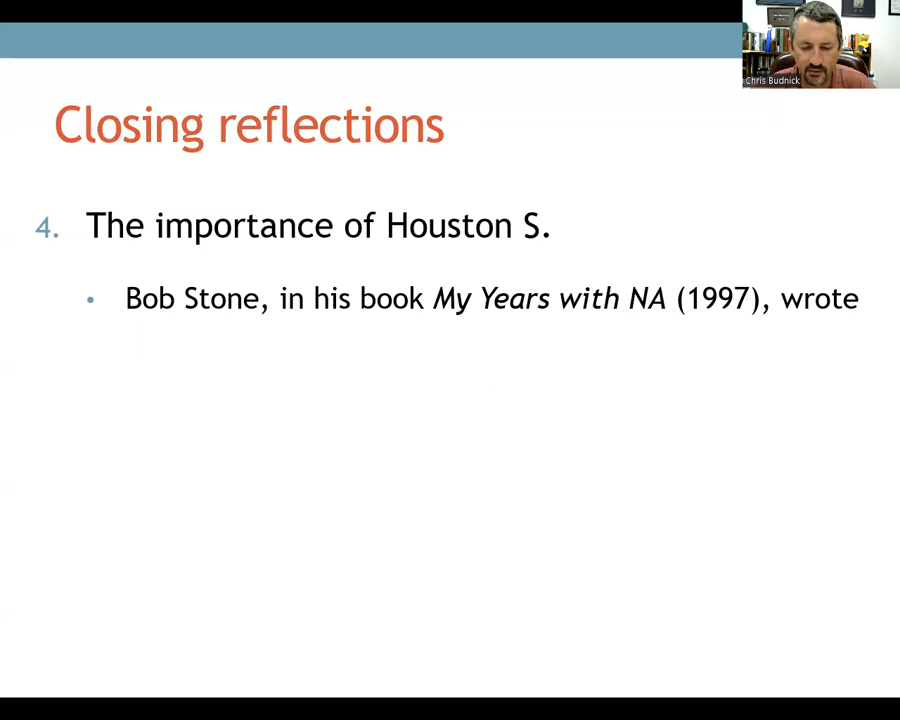 Chris Budnick
Closing reflections
4. The importance of Houston S.
• Bob Stone, in his book My Years with NA (1997), wrote